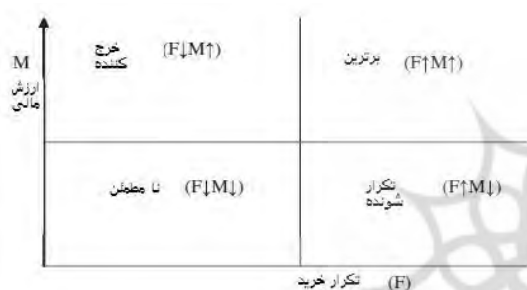 M
ارزش
مالی
خرج
کننده (F↓M↑)
برترین (F↑M↑)
نا مطمئن (F↓M↓)
تکرار
شونده (F↑M↓)
تکرار خرید (F)